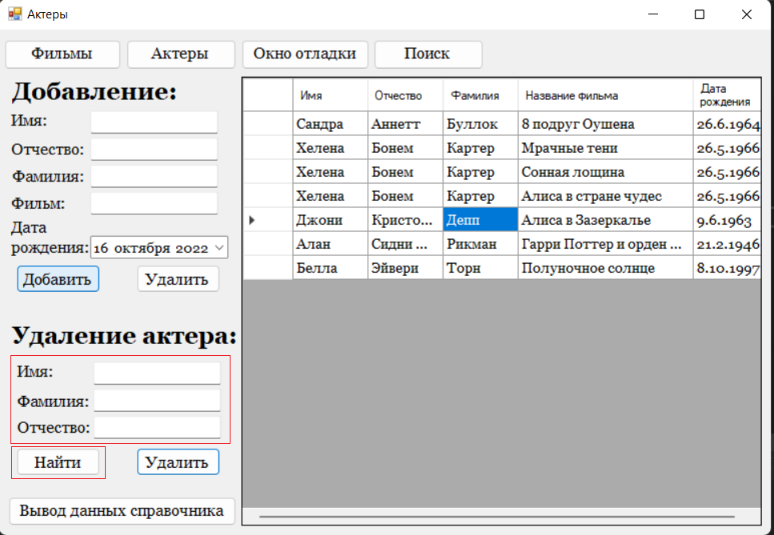 Актеры
Фильмы Актеры Окно отладки Поиск
Добавление:
Имя:
Отчество:
Фамилия:
Фильм:
Дата
рождения: 16 октября 2022
Добавить Удалить
Удаление актера:
Имя:
Фамилия:
Отчество:
Найти Удалить
Вывод данных справочника
Имя Отчество Фамилия Название фильма Дата рождения
Сандра Аннетт Буллок 8 подруг Оушена 26.6.1964
Хелена Бонем Картер Мрачные тени 26.5.1966
Хелена Бонем Картер Сонная лощина 26.5.1966
Хелена Бонем Картер Алиса в стране чудес 26.5.1966
Джони Кристо... Депп Алиса в Зазеркалье 9.6.1963
Алан Сидни ... Рикман Гарри Поттер и орден ... 21.2.1946
Белла Эйвери Торн Полуночное солнце 8.10.1997